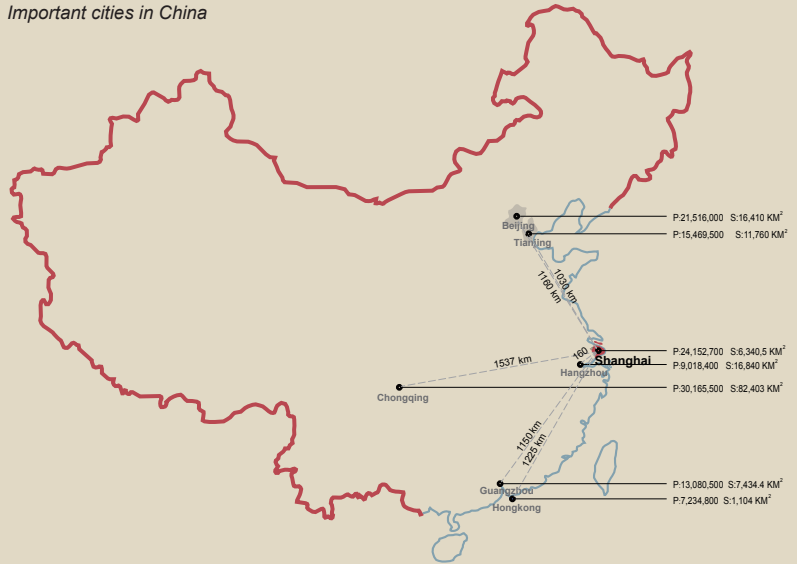 Important cities in China
P:21,516,000 S:16,410 KM²
Beijing
P:15,469,500 S:11,760 KM²
Tianjing
1030 km
1160 km
P:24,152,700 S:6,340,5 KM²
160
Shanghai
1537 km
P:9,018,400 S:16,840 KM²
Hangzhou
P:30,165,500 S:82,403 KM²
Chongqing
1150 km
1225 km
P:13,080,500 S:7,434.4 KM²
Guangzhou
P:7,234,800 S:1,104 KM²
Hongkong